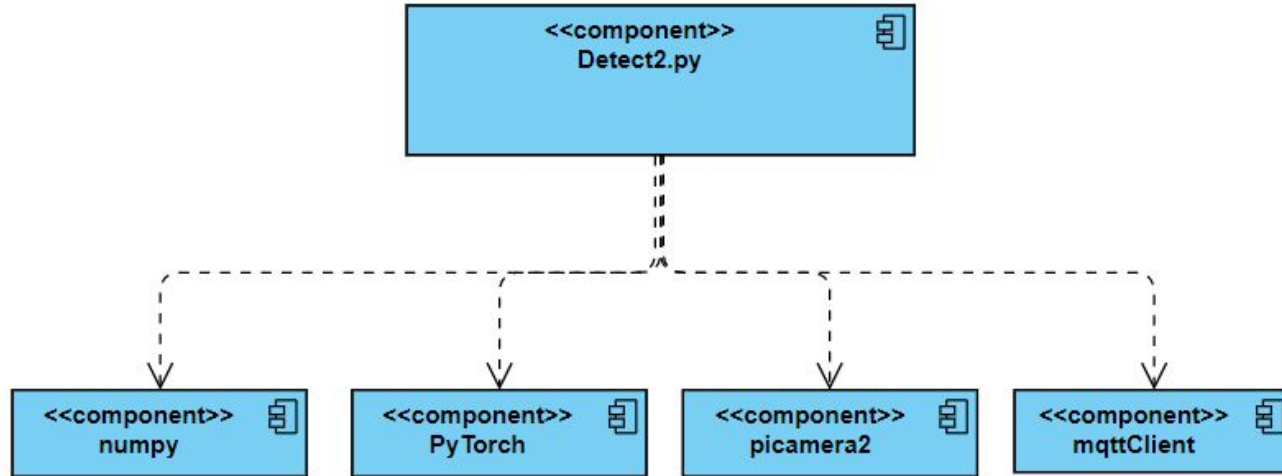 <<component>>
Detect2.py
<<component>>
numpy
<<component>>
PyTorch
<<component>>
picamera2
<<component>>
mqttClient